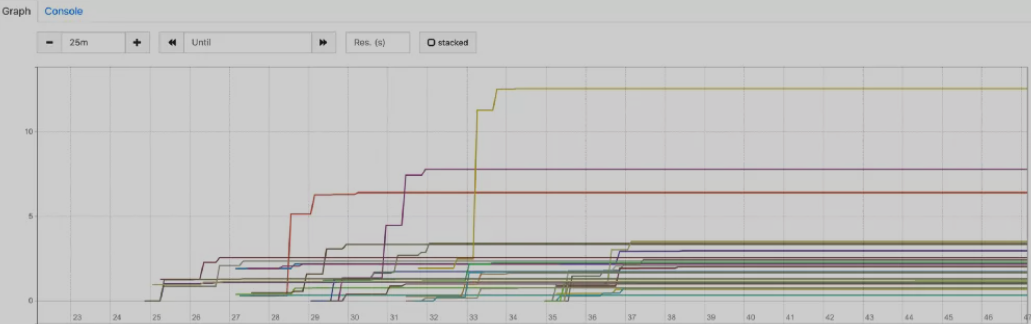 Graph Console
− 25m + Until Res. (s) stacked
10
5
0
23 24 25 26 27 28 29 30 31 32 33 34 35 36 37 38 39 40 41 42 43 44 45 46